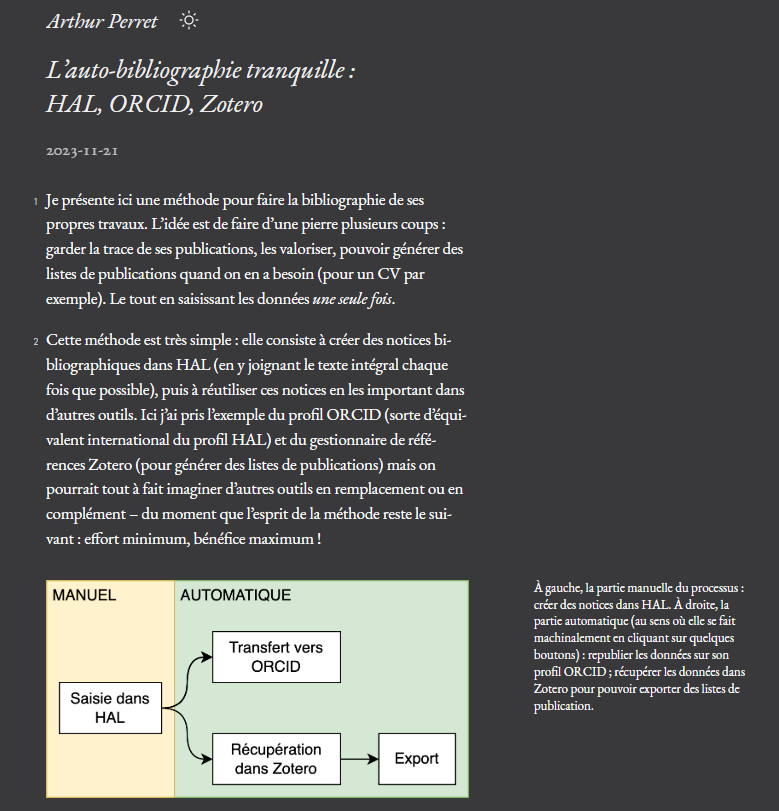 Arthur Perret
L’auto-bibliographie tranquille :
HAL, ORCID, Zotero
2023-11-21
1 Je présente ici une méthode pour faire la bibliographie de ses
propres travaux. L’idée est de faire d’une pierre plusieurs coups :
garder la trace de ses publications, les valoriser, pouvoir générer des
listes de publications quand on en a besoin (pour un CV par
exemple). Le tout en saisissant les données une seule fois.
2 Cette méthode est très simple : elle consiste à créer des notices bi-
bliographiques dans HAL (en y joignant le texte intégral chaque
fois que possible), puis à réutiliser ces notices en les important dans
d’autres outils. Ici j’ai pris l’exemple du profil ORCID (sorte d’équi-
valent international du profil HAL) et du gestionnaire de réfé-
rences Zotero (pour générer des listes de publications) mais on
pourrait tout à fait imaginer d’autres outils en remplacement ou en
complément – du moment que l’esprit de la méthode reste le sui-
vant : effort minimum, bénéfice maximum !
MANUEL
AUTOMATIQUE
Saisie dans
HAL
Transfert vers
ORCID
Récupération
dans Zotero
Export
À gauche, la partie manuelle du processus :
créer des notices dans HAL. À droite, la
partie automatique (au sens où elle se fait
machinalement en cliquant sur quelques
boutons) : republier les données sur son
profil ORCID ; récupérer les données dans
Zotero pour pouvoir exporter des listes de
publication.